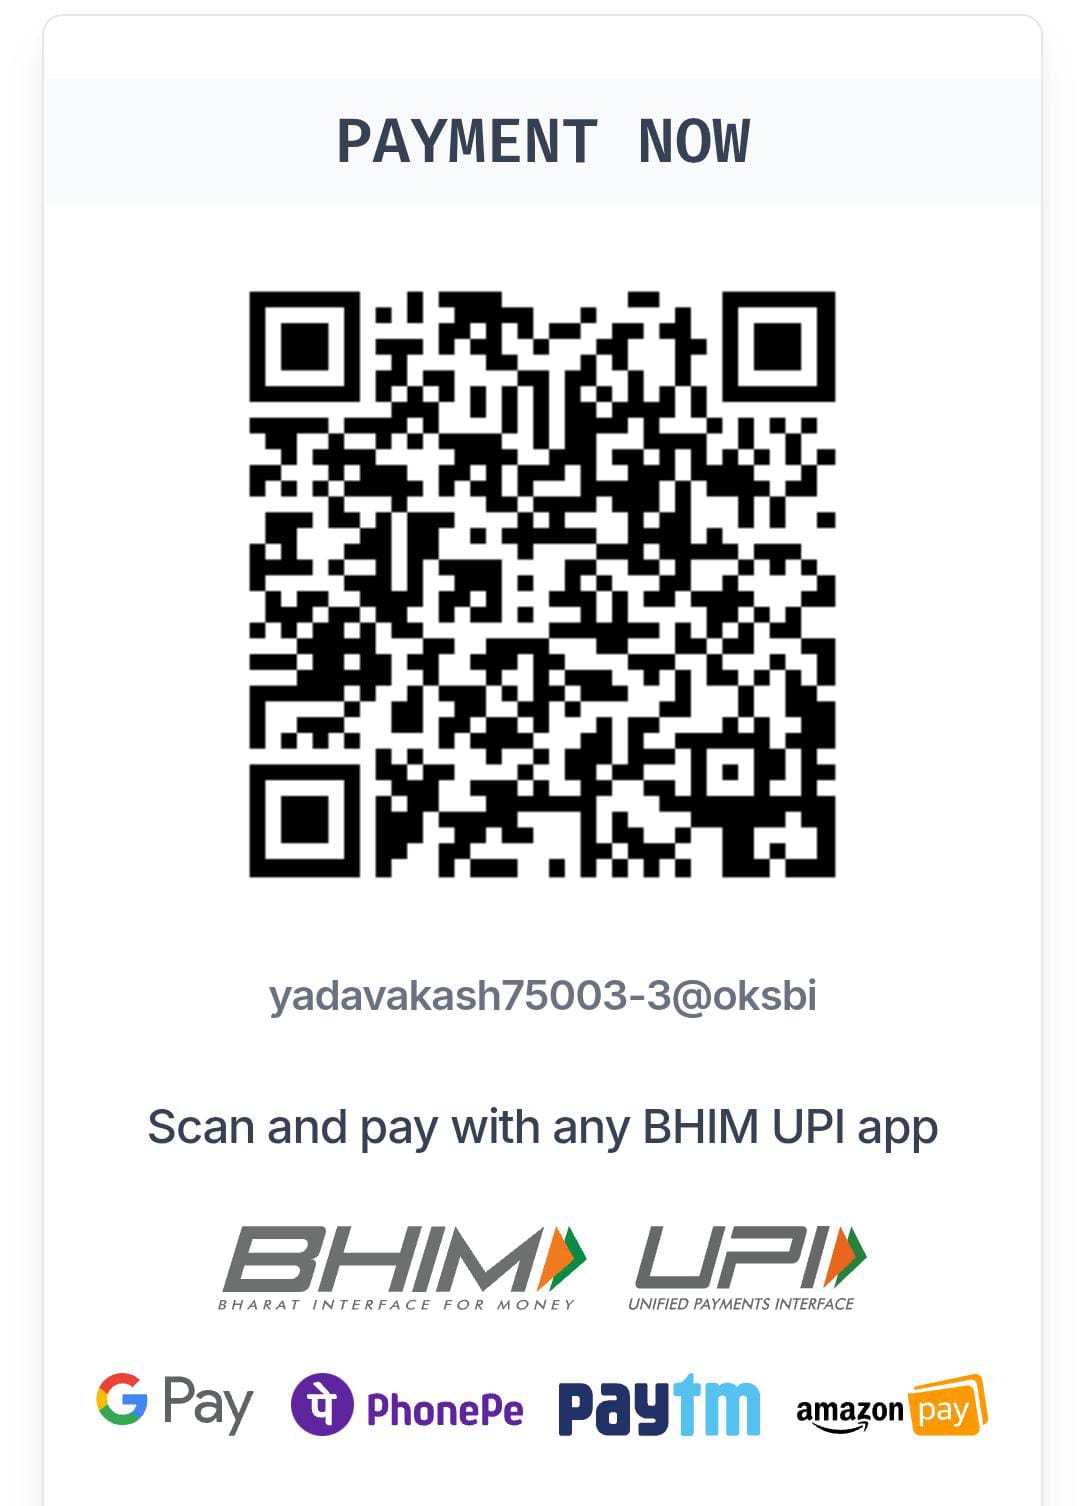 PAYMENT NOW
yadavakash75003-3@oksbi
Scan and pay with any BHIM UPI app
BHIM UPI
BHARAT INTERFACE FOR MONEY UNIFIED PAYMENTS INTERFACE
G Pay पे PhonePe paytm amazon pay